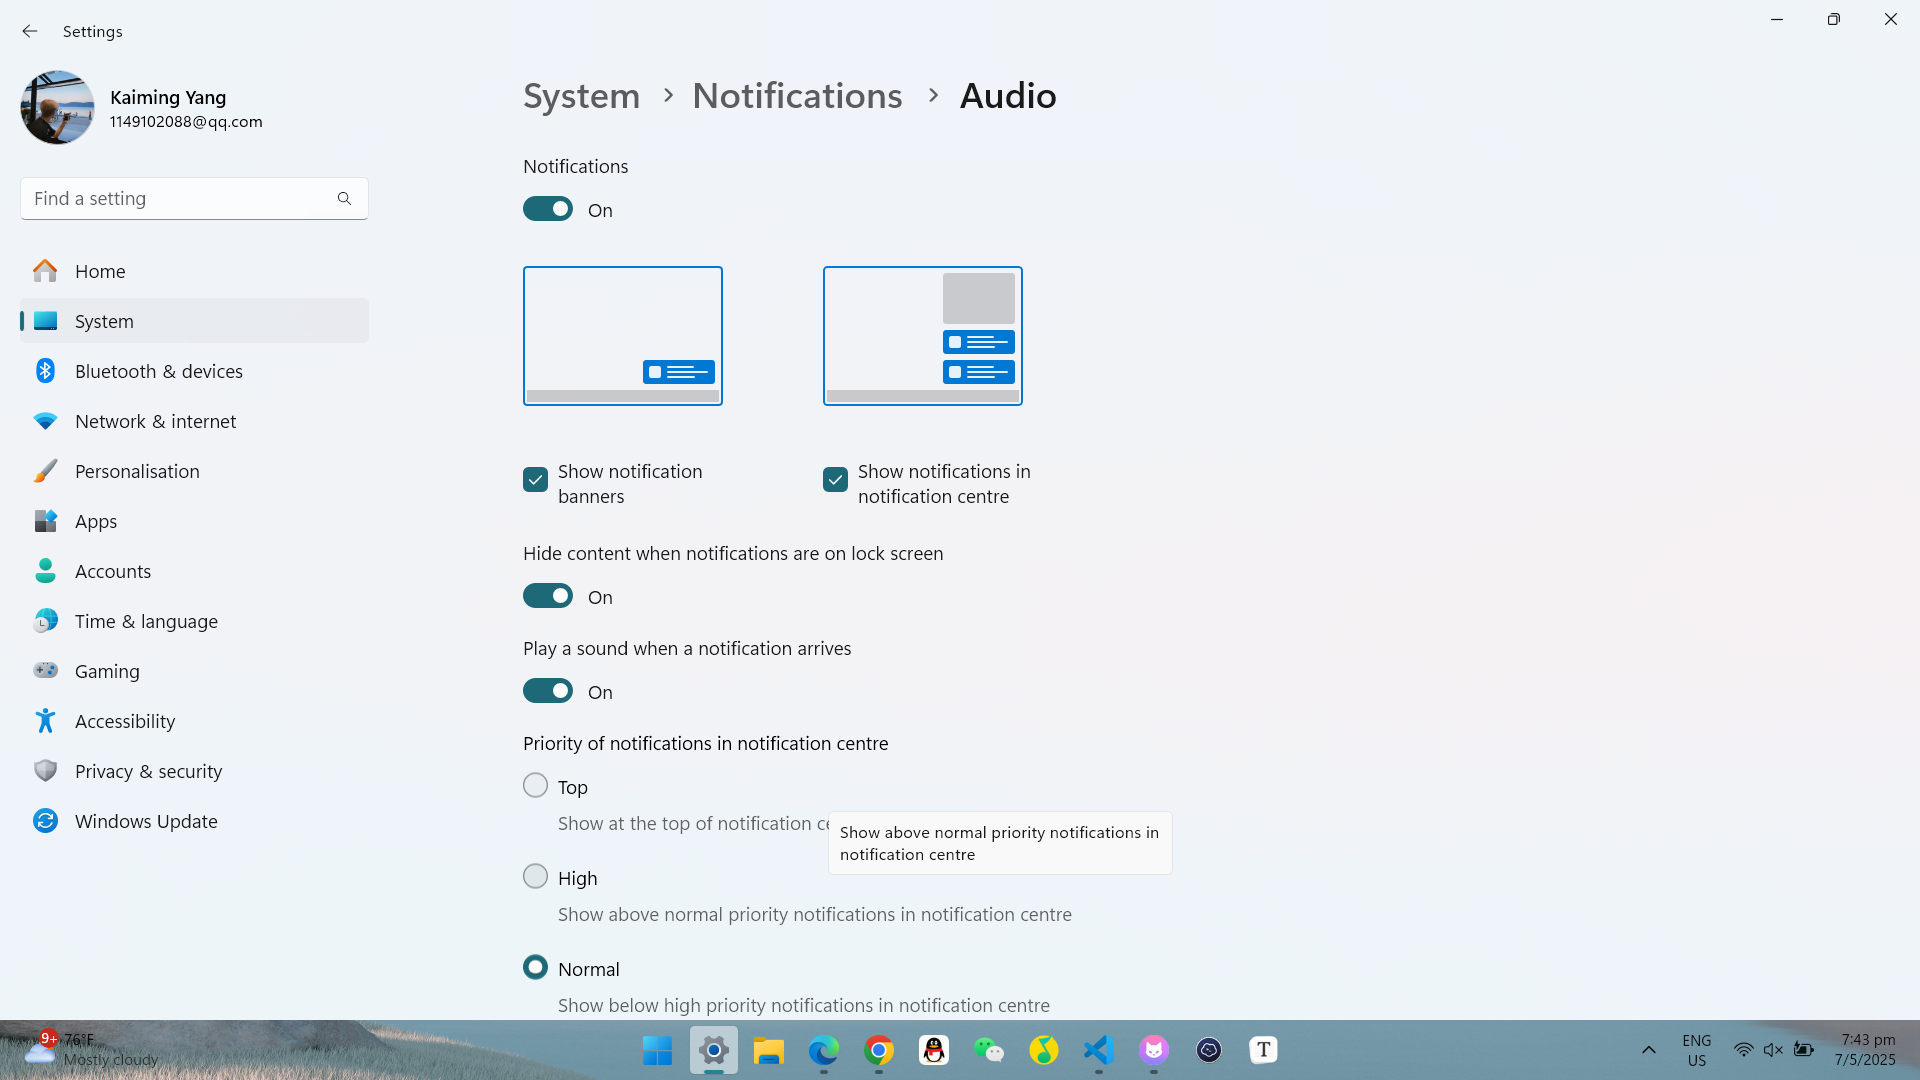 Settings
Kaiming Yang
1149102088@qq.com
Find a setting
Home
System
Bluetooth & devices
Network & internet
Personalisation
Apps
Accounts
Time & language
Gaming
Accessibility
Privacy & security
Windows Update
System > Notifications > Audio
Notifications
On
Show notification
banners
Show notifications in
notification centre
Hide content when notifications are on lock screen
On
Play a sound when a notification arrives
On
Priority of notifications in notification centre
Top
Show at the top of notification ce
Show above normal priority notifications in
notification centre
High
Show above normal priority notifications in notification centre
Normal
Show below high priority notifications in notification centre
9+
76°F
Mostly cloudy
T
ENG
US
7:43 pm
7/5/2025